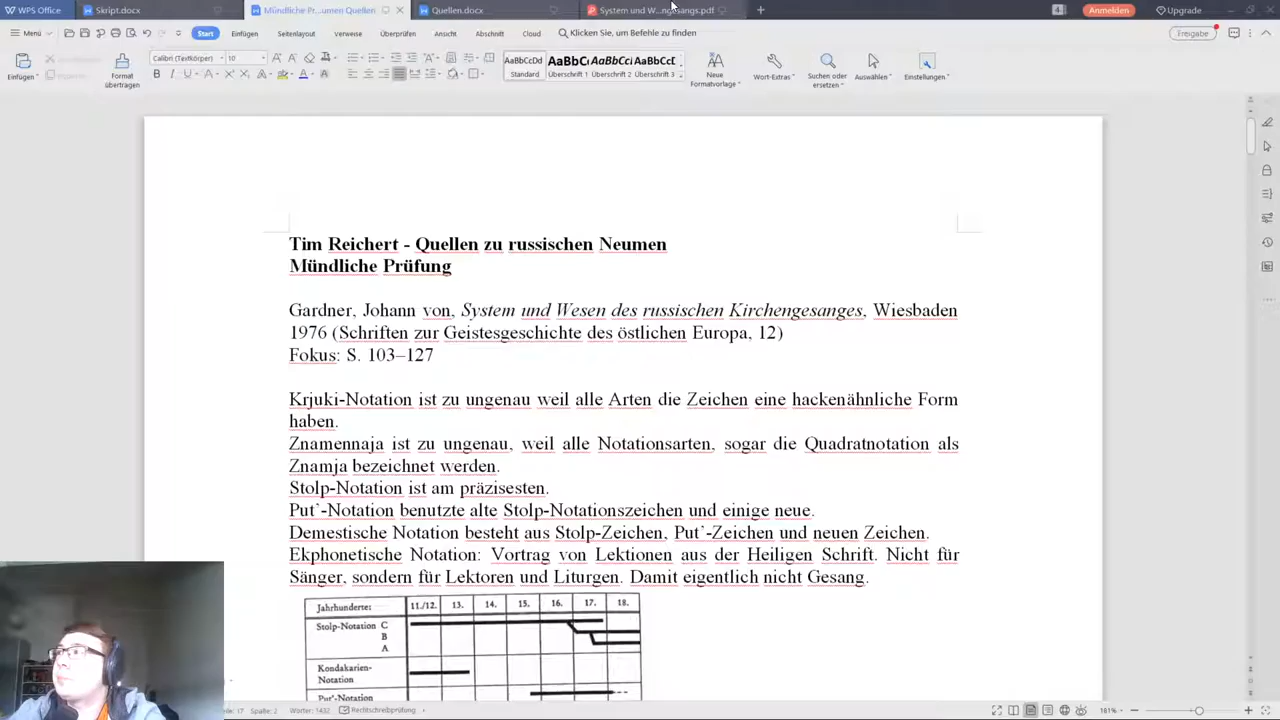 WPS Office
Skript.docx
Mündliche Pr...umen Quellen
Quellen.docx
System und W...ngesangs.pdf
Anmelden
Upgrade
Menü
Start
Einfügen
Seitenlayout
Verweise
Überprüfen
Ansicht
Abschnitt
Cloud
Klicken Sie, um Befehle zu finden
Freigabe
Einfügen
Format
übertragen
Calibri (Textkörper)
10
AaBbCcDd
Standard
AaBbC
Überschrift 1
AaBbC
Überschrift 2
AaBbC
Überschrift 3
Neue
Formatvorlage
Wort-Extras
Suchen oder
ersetzen
Auswählen
Einstellungen
Tim Reichert - Quellen zu russischen Neumen
Mündliche Prüfung
Gardner, Johann von, System und Wesen des russischen Kirchengesanges, Wiesbaden
1976 (Schriften zur Geistesgeschichte des östlichen Europa, 12)
Fokus: S. 103–127
Krjuki-Notation ist zu ungenau weil alle Arten die Zeichen eine hackenähnliche Form
haben.
Znamennaja ist zu ungenau, weil alle Notationsarten, sogar die Quadratnotation als
Znamja bezeichnet werden.
Stolp-Notation ist am präzisesten.
Put`-Notation benutzte alte Stolp-Notationszeichen und einige neue.
Demestische Notation besteht aus Stolp-Zeichen, Put`-Zeichen und neuen Zeichen.
Ekphonetische Notation: Vortrag von Lektionen aus der Heiligen Schrift. Nicht für
Sänger, sondern für Lektoren und Liturgen. Damit eigentlich nicht Gesang.
Jahrhunderte: 11./12. 13. 14. 15. 16. 17. 18.
Stolp-Notation C
B
A
Kondakarien-
Notation
Put'-Notation
Spalte: 2
Wörter: 1432
Rechtschreibprüfung
161%